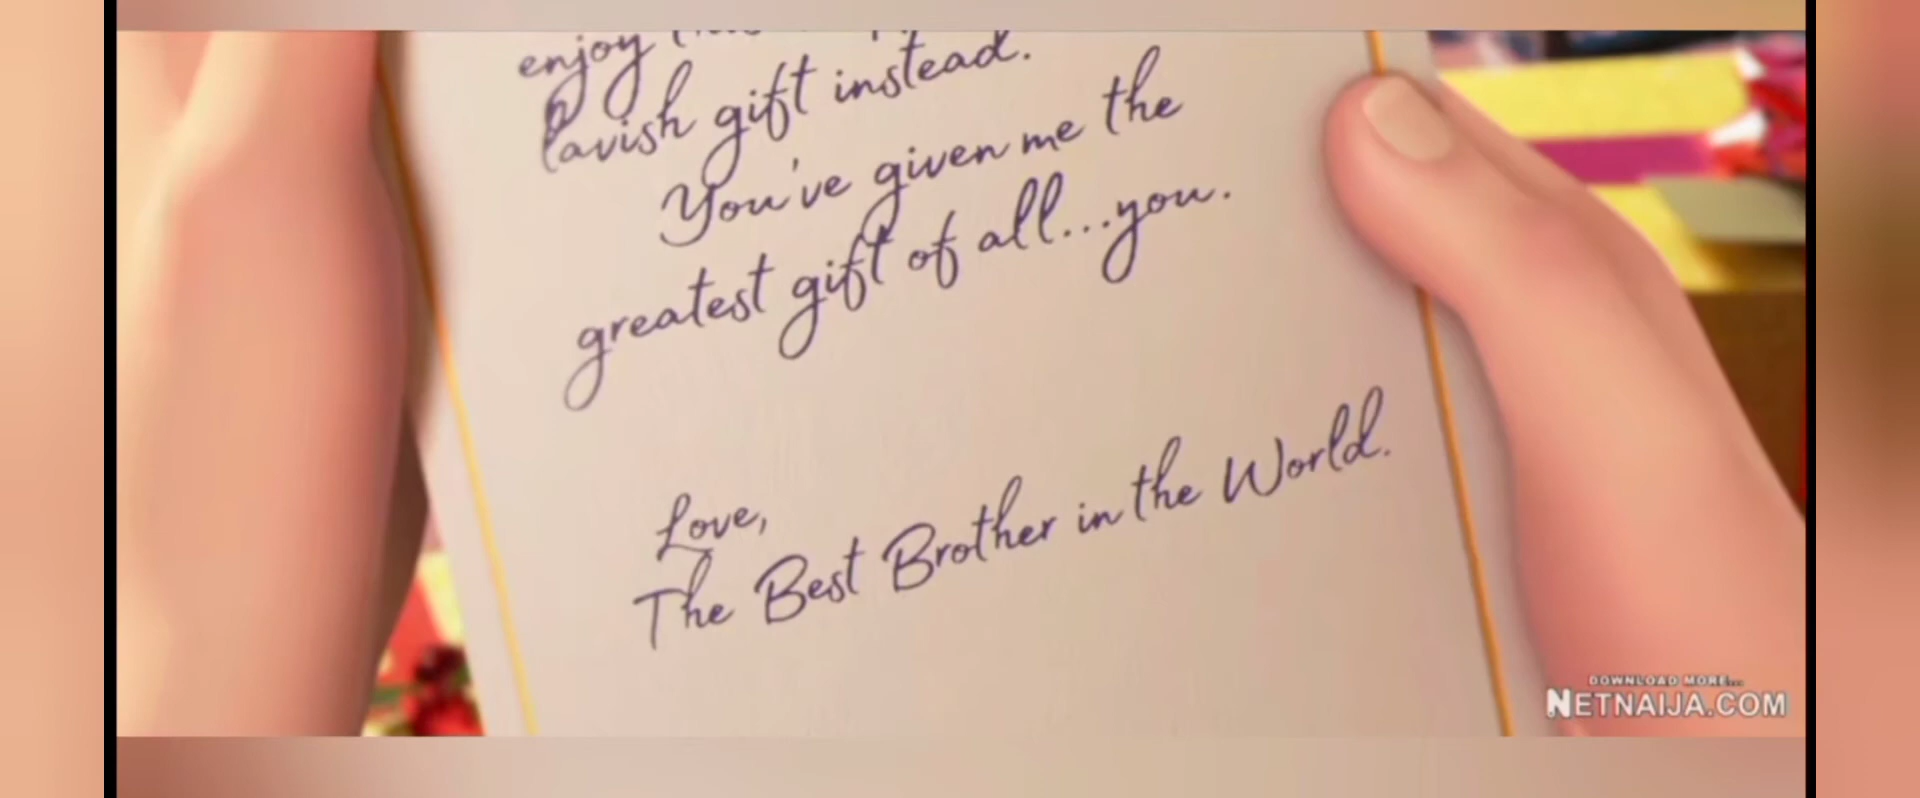 enjoy
lavish gift instead.
You've given me the
greatest gift of all...you.
Love,
The Best Brother in the World.
DOWNLOAD MORE...
NETNAIJA.COM